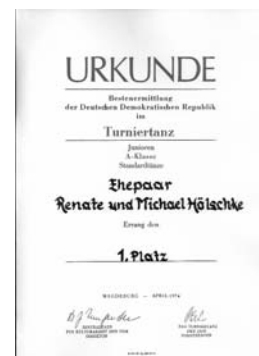 URKUNDE
Bestenermittlung
der Deutschen Demokratischen Republik
im
Turniertanz
Junioren
A-Klasse
Standardtänze
Ehepaar
Renate und Michael Hölschke
Errang den
1. Platz
MAGDEBURG — APRIL 1974